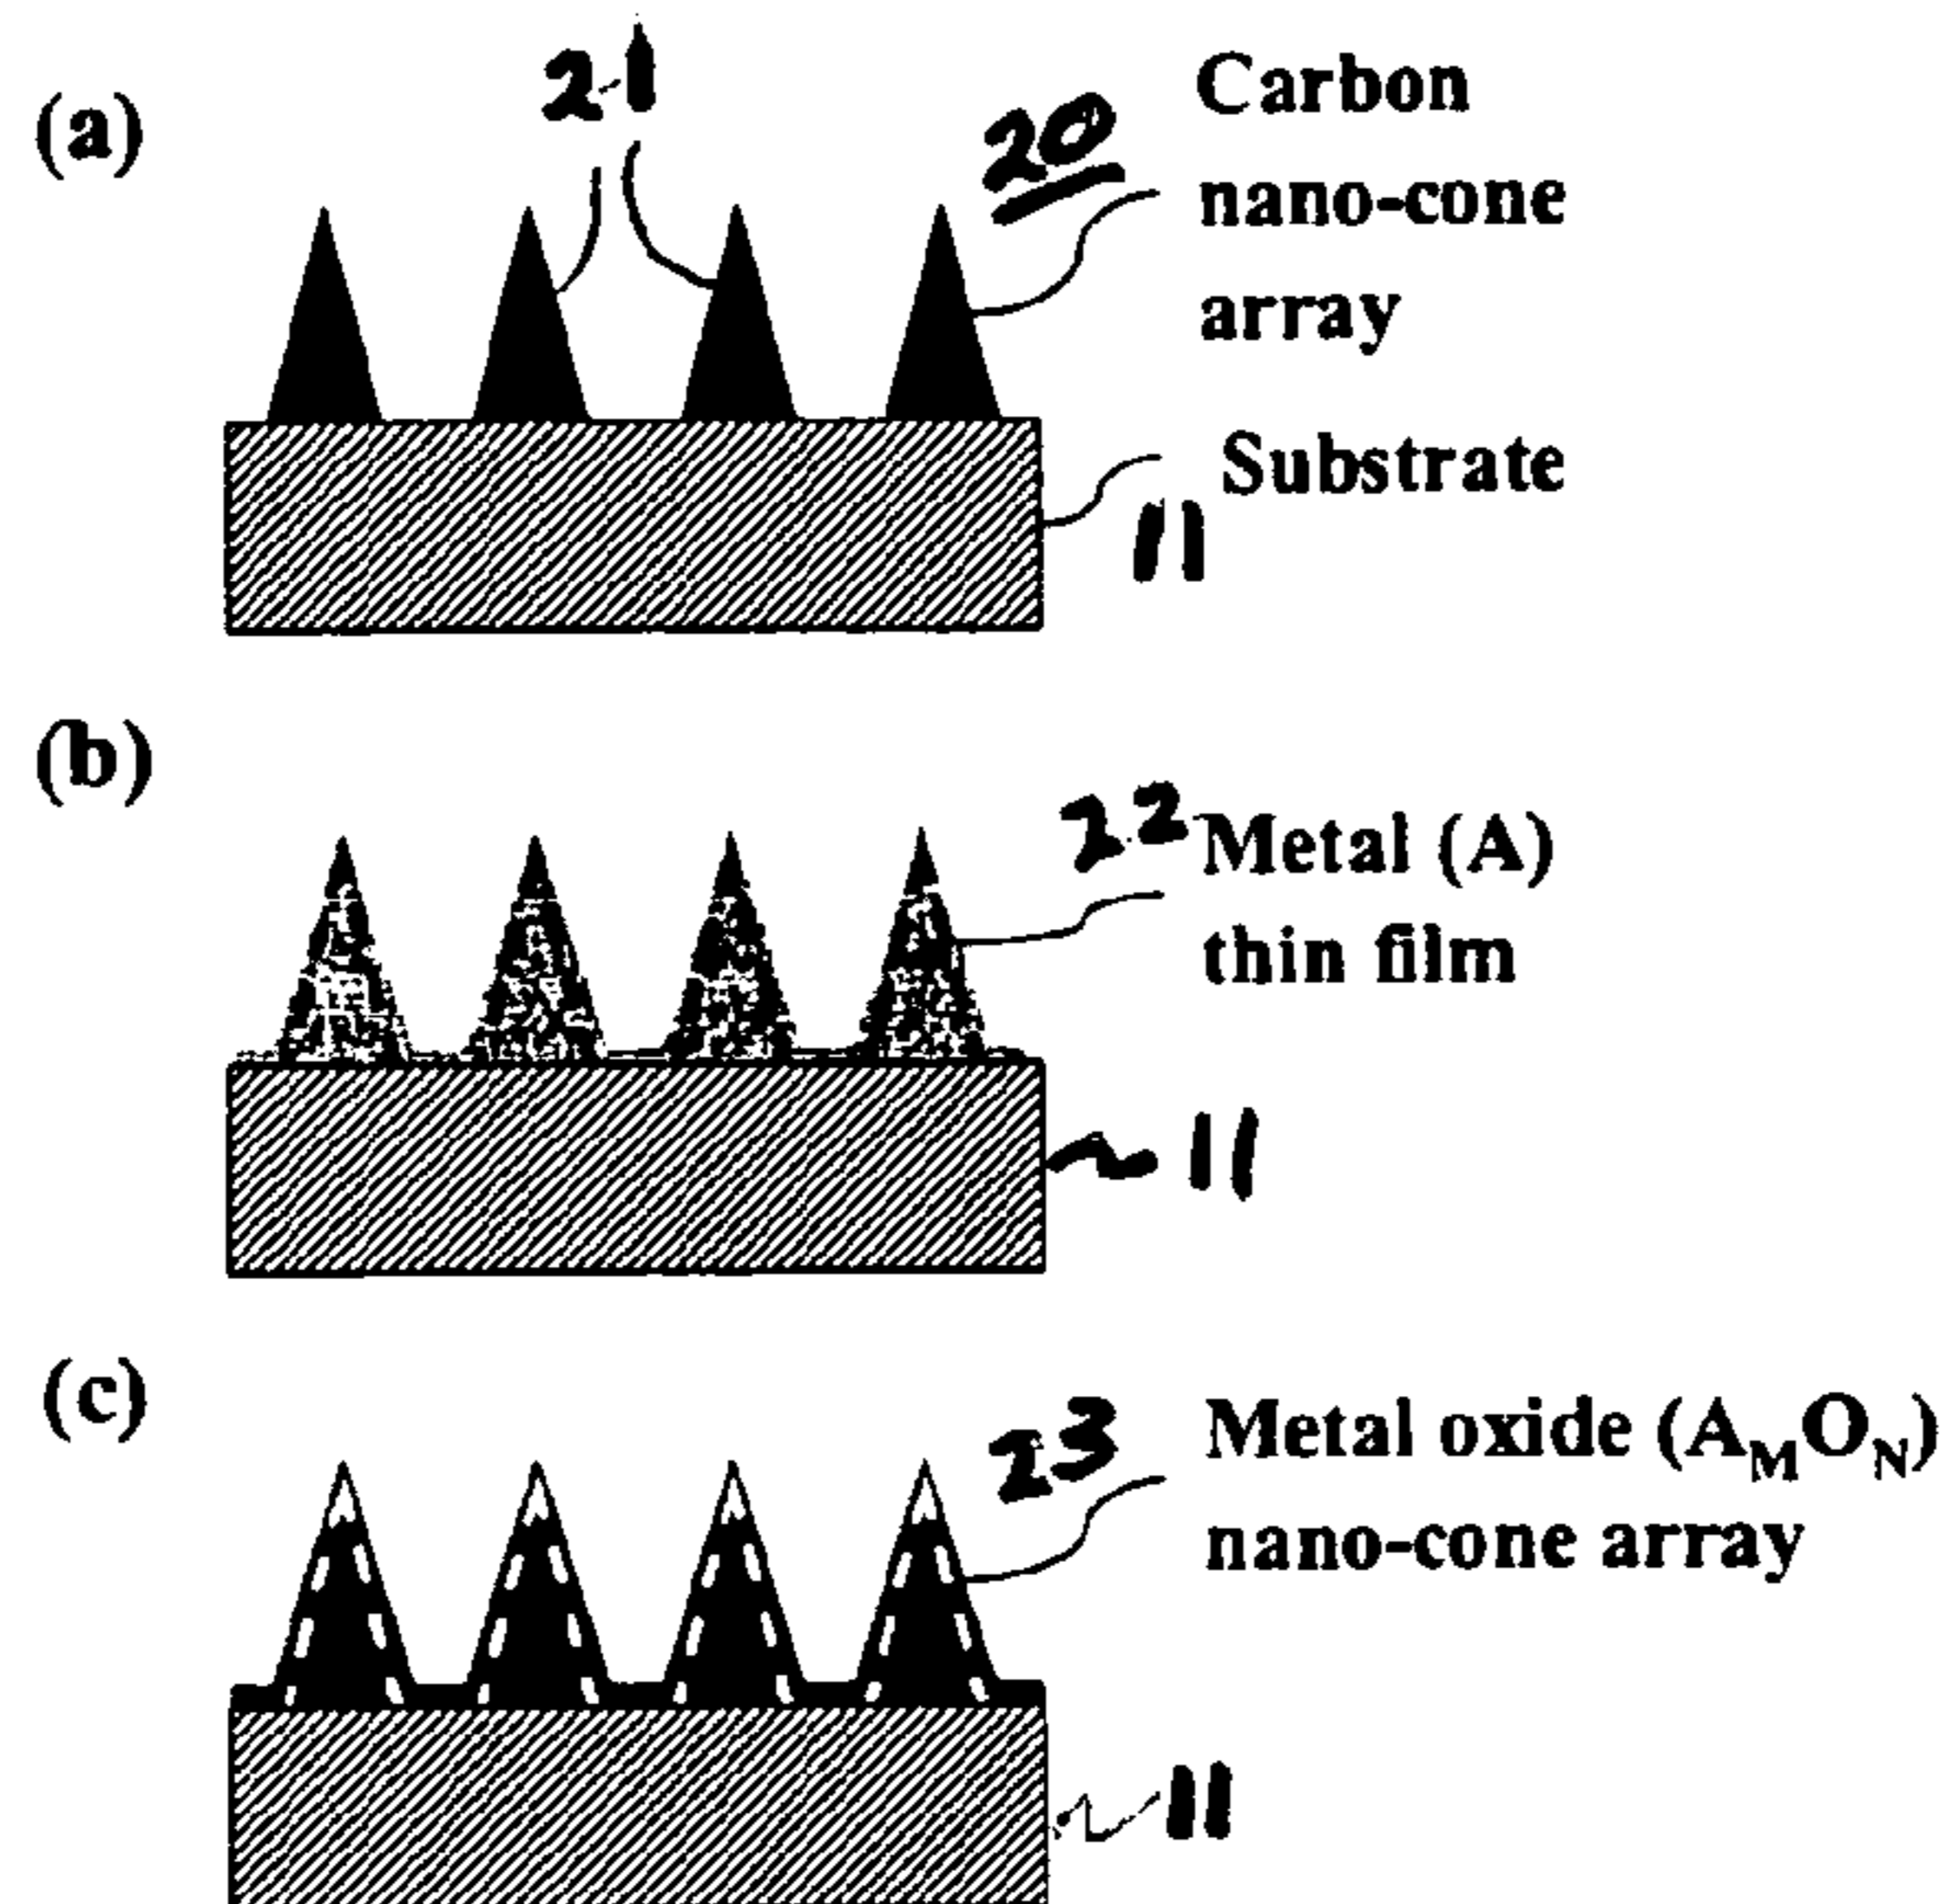 (a)
21
20
Carbon
nano-cone
array
Substrate
11
(b)
22
Metal (A)
thin film
11
(c)
23
Metal oxide (AMON)
nano-cone array
11